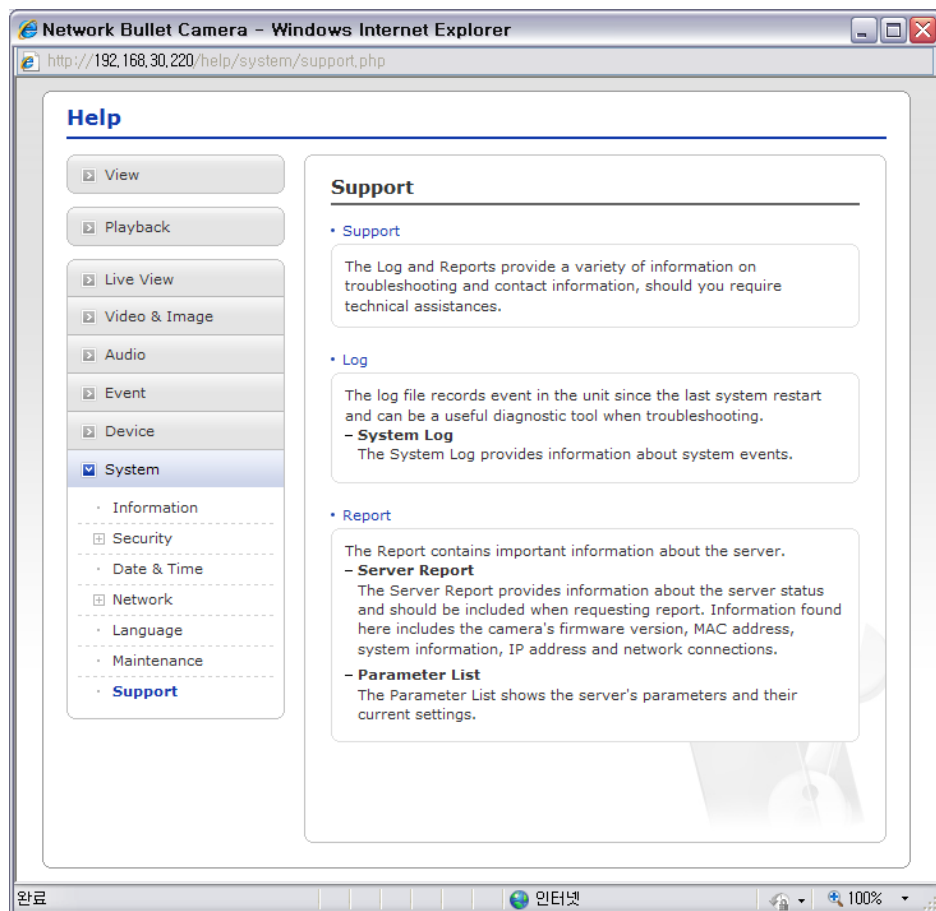 Network Bullet Camera - Windows Internet Explorer
http://192,168,30,220/help/system/support,php
Help
View
Playback
Live View
Video & Image
Audio
Event
Device
System
· Information
Security
· Date & Time
Network
· Language
· Maintenance
· Support
Support
• Support
The Log and Reports provide a variety of information on
troubleshooting and contact information, should you require
technical assistances.
• Log
The log file records event in the unit since the last system restart
and can be a useful diagnostic tool when troubleshooting.
– System Log
The System Log provides information about system events.
• Report
The Report contains important information about the server.
– Server Report
The Server Report provides information about the server status
and should be included when requesting report. Information found
here includes the camera's firmware version, MAC address,
system information, IP address and network connections.
– Parameter List
The Parameter List shows the server's parameters and their
current settings.
완료
인터넷
100%